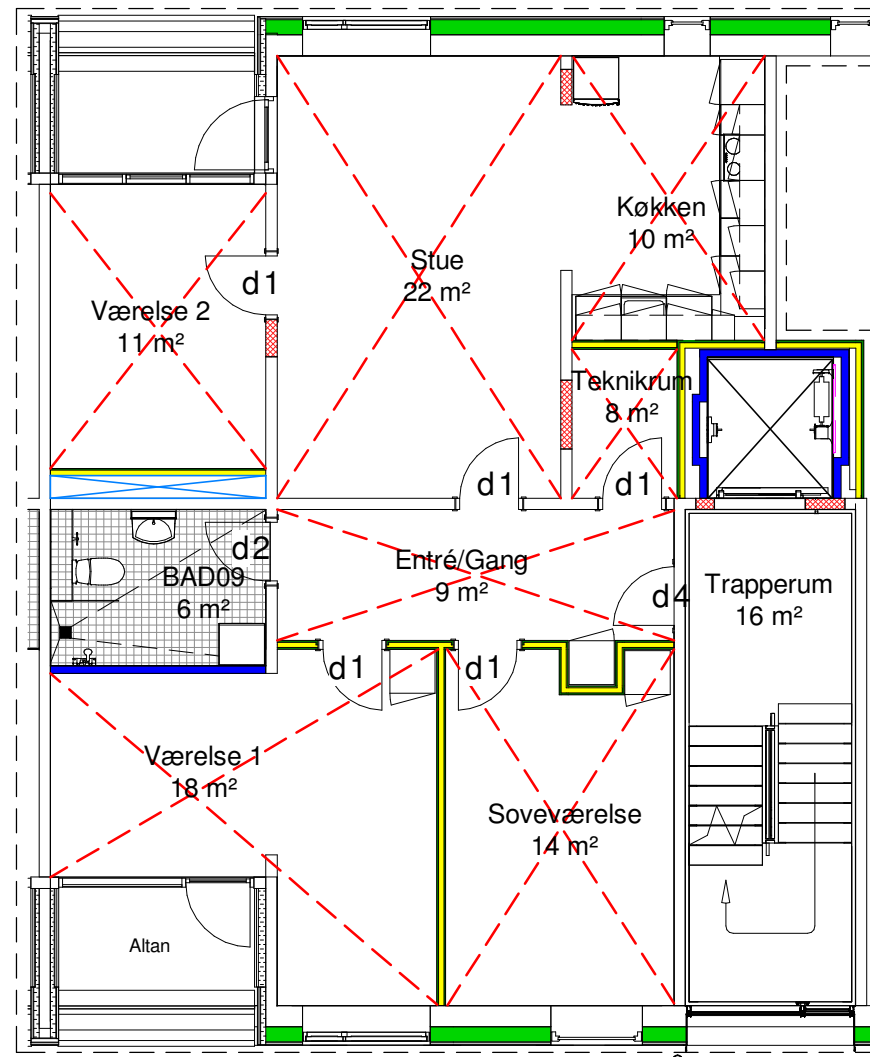 Køkken
10 m²
Stue
22 m²
d1
Værelse 2
11 m²
Teknikrum
8 m²
d1
d1
d2
BAD09
6 m²
Entré/Gang
9 m²
d4
Trapperum
16 m²
d1
d1
Værelse 1
18 m²
Soveværelse
14 m²
Altan